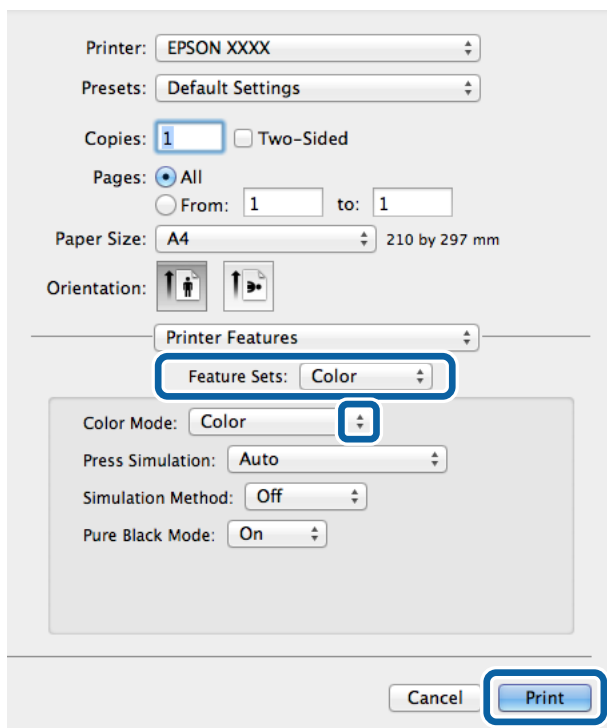 Printer: EPSON XXXX
Presets: Default Settings
Copies: 1 Two-Sided
Pages: All
From: 1 to: 1
Paper Size: A4 210 by 297 mm
Orientation:
Printer Features
Feature Sets: Color
Color Mode: Color
Press Simulation: Auto
Simulation Method: Off
Pure Black Mode: On
Cancel Print